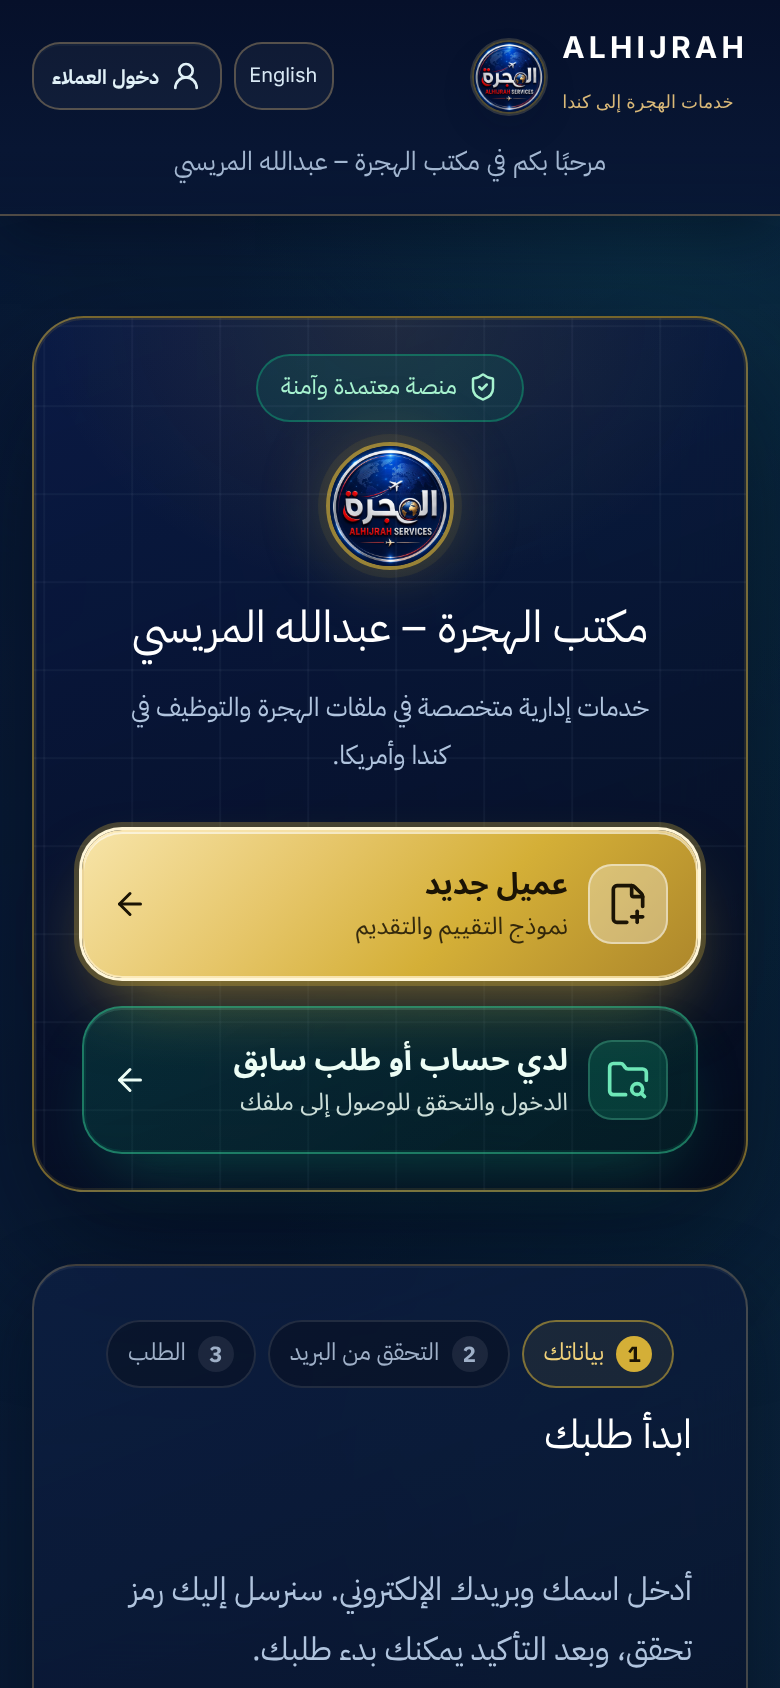 ALHIJRAH
خدمات الهجرة إلى كندا
الهجرة
ALHIJRAH SERVICES
English
دخول العملاء
مرحبًا بكم في مكتب الهجرة – عبدالله المريسي
منصة معتمدة وآمنة
الهجرة
ALHIJRAH SERVICES
مكتب الهجرة – عبدالله المريسي
خدمات إدارية متخصصة في ملفات الهجرة والتوظيف في
كندا وأمريكا.
عميل جديد
نموذج التقييم والتقديم
لدي حساب أو طلب سابق
الدخول والتحقق للوصول إلى ملفك
1 بياناتك
2 التحقق من البريد
3 الطلب
ابدأ طلبك
أدخل اسمك وبريدك الإلكتروني. سنرسل إليك رمز
تحقق، وبعد التأكيد يمكنك بدء طلبك.